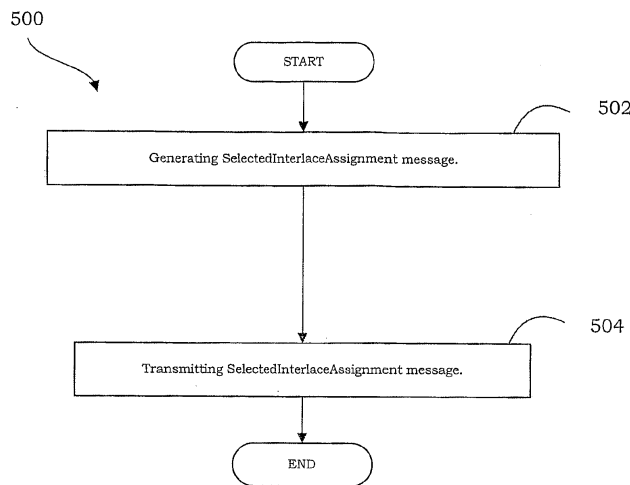 500
START
502
Generating SelectedInterlaceAssignment message.
504
Transmitting SelectedInterlaceAssignment message.
END